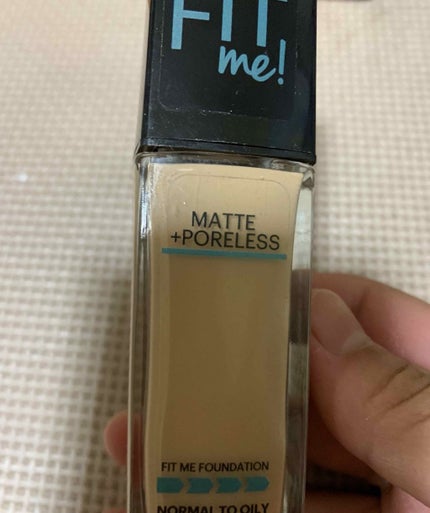 FIT
me!
MATTE
+PORELESS
FIT ME FOUNDATION
NORMAL TO OILY